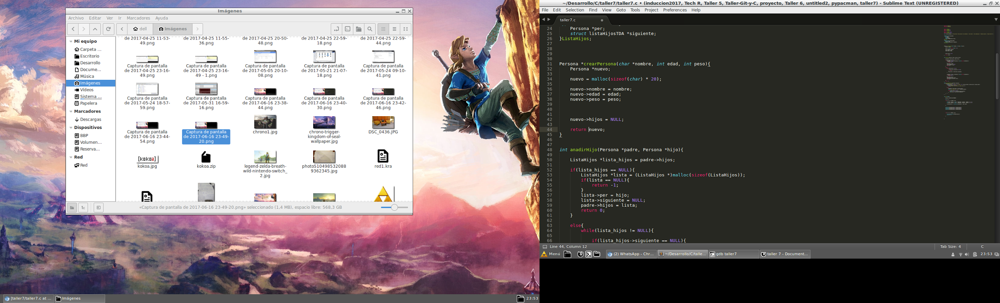 Imágenes
Archivo Editar Ver Ir Marcadores Ayuda
dell Imágenes
Mi equipo
Carpeta ...
Escritorio
Desarrollo
Docume...
Música
Imágenes
Vídeos
Sistema ...
Papelera
Marcadores
Descargas
Dispositivos
BBP
Volumen...
Reserva...
Red
Red
de 2017-04-25 11-53-
49.png
de 2017-04-25 11-55-
36.png
de 2017-04-25 20-50-
48.png
de 2017-04-25 22-59-
18.png
de 2017-04-25 22-59-
44.png
Captura de pantalla
de 2017-04-25 23-16-
49.png
Captura de pantalla
de 2017-04-25 23-16-
49 - 1.png
Captura de pantalla
de 2017-05-05 20-10-
08.png
Captura de pantalla
de 2017-05-21 21-07-
18.png
Captura de pantalla
de 2017-05-24 09-10-
41.png
Captura de pantalla
de 2017-05-24 18-57-
59.png
Captura de pantalla
de 2017-05-31 16-59-
16.png
Captura de pantalla
de 2017-06-16 23-38-
44.png
Captura de pantalla
de 2017-06-16 23-40-
30.png
Captura de pantalla
de 2017-06-16 23-42-
46.png
Captura de pantalla
de 2017-06-16 23-44-
54.png
Captura de pantalla
de 2017-06-16 23-49-
20.png
chrono1.jpg
chrono-trigger-
kingdom-of-seal-
wallpaper.jpg
DSC_0436.JPG
[kokoa]
kokoa.jpg
kokoa.zip
legend-zelda-breath-
wild-nintendo-switch_
2.jpg
photo510498532088
9362345.jpg
red1.kra
«Captura de pantalla de 2017-06-16 23-49-20.png» seleccionado (1,4 MB), espacio libre: 568,3 GB
[taller7/taller7.c at ... Imágenes 23:53
~/Desarrollo/C/taller7/taller7.c • (induccion2017, Tech R, Taller 5, Taller-Git-y-C, proyecto, Taller 6, untitled2, pypacman, taller7) - Sublime Text (UNREGISTERED)
File Edit Selection Find View Goto Tools Project Preferences Help
taller7.c
24 Persona *per;
25 struct listaHijosTDA *siguiente;
26 }ListaHijos;
27
28
29
30
31 Persona *crearPersona(char *nombre, int edad, int peso){
32 Persona *nuevo;
33
34 nuevo = malloc(sizeof(char) * 20);
35
36 nuevo->nombre = nombre;
37 nuevo->edad = edad;
38 nuevo->peso = peso;
39
40
41
42 nuevo->hijos = NULL;
43
44 return nuevo;
45 }
46
47
48 int anadirHijo(Persona *padre, Persona *hijo){
49
50 ListaHijos *lista_hijos = padre->hijos;
51
52 if(lista_hijos == NULL){
53 ListaHijos *lista = (ListaHijos *)malloc(sizeof(ListaHijos));
54 if(lista == NULL){
55 return -1;
56 }
57 lista->per = hijo;
58 lista->siguiente = NULL;
59 padre->hijos = lista;
60 return 0;
61 }
62
63 else{
64 while(lista_hijos != NULL){
65
66 if(lista_hijos->siguiente == NULL){
Line 44, Column 12 Tab Size: 4 C
Menú (2) WhatsApp - Chr... ~/Desarrollo/C/talle... gdb taller7 taller 7 - Document... 23:53